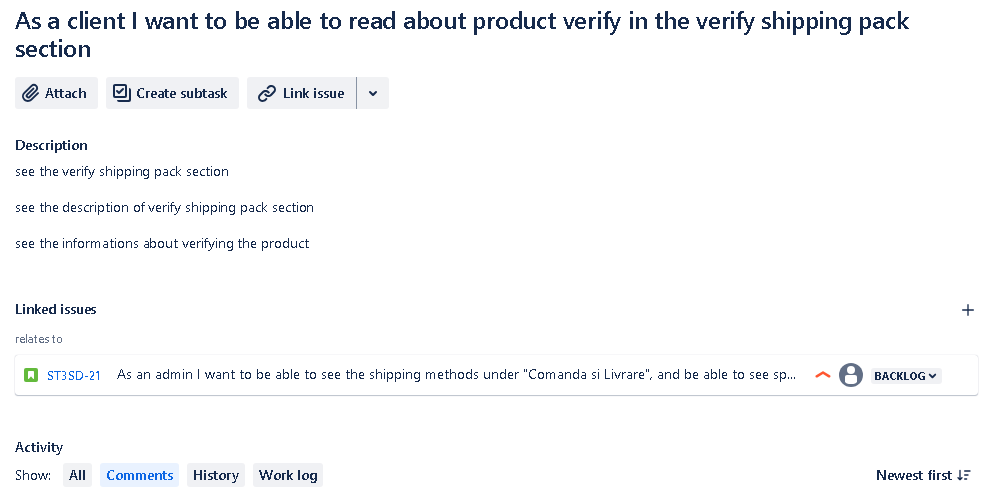 As a client I want to be able to read about product verify in the verify shipping pack
section
Attach
Create subtask
Link issue
Description
see the verify shipping pack section
see the description of verify shipping pack section
see the informations about verifying the product
Linked issues
relates to
ST3SD-21 As an admin I want to be able to see the shipping methods under "Comanda si Livrare", and be able to see sp... BACKLOG
Activity
Show: All Comments History Work log Newest first